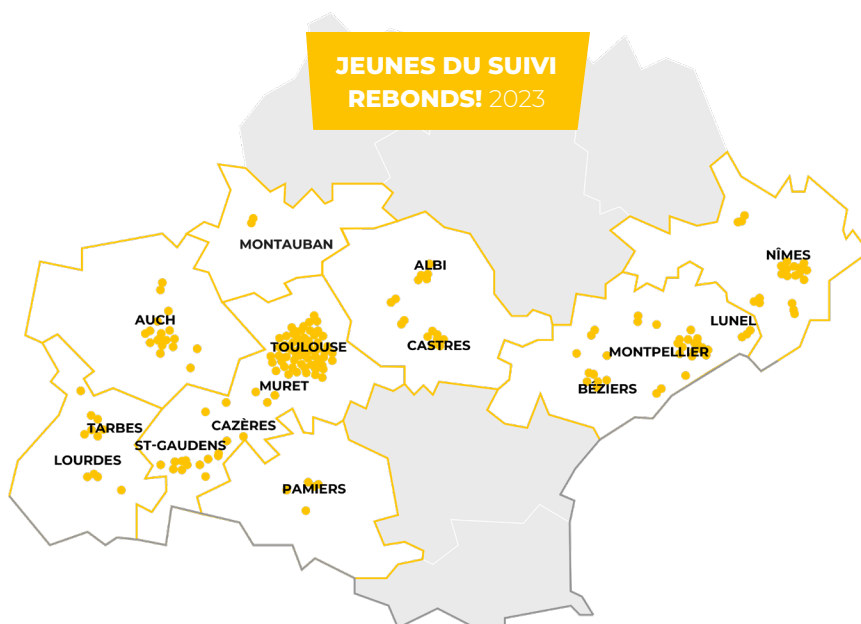 JEUNES DU SUIVI
REBONDS! 2023
MONTAUBAN
NÎMES
ALBI
AUCH
LUNEL
TOULOUSE
CASTRES
MONTPELLIER
MURET
BÉZIERS
CAZÈRES
TARBES
ST-GAUDENS
LOURDES
PAMIERS